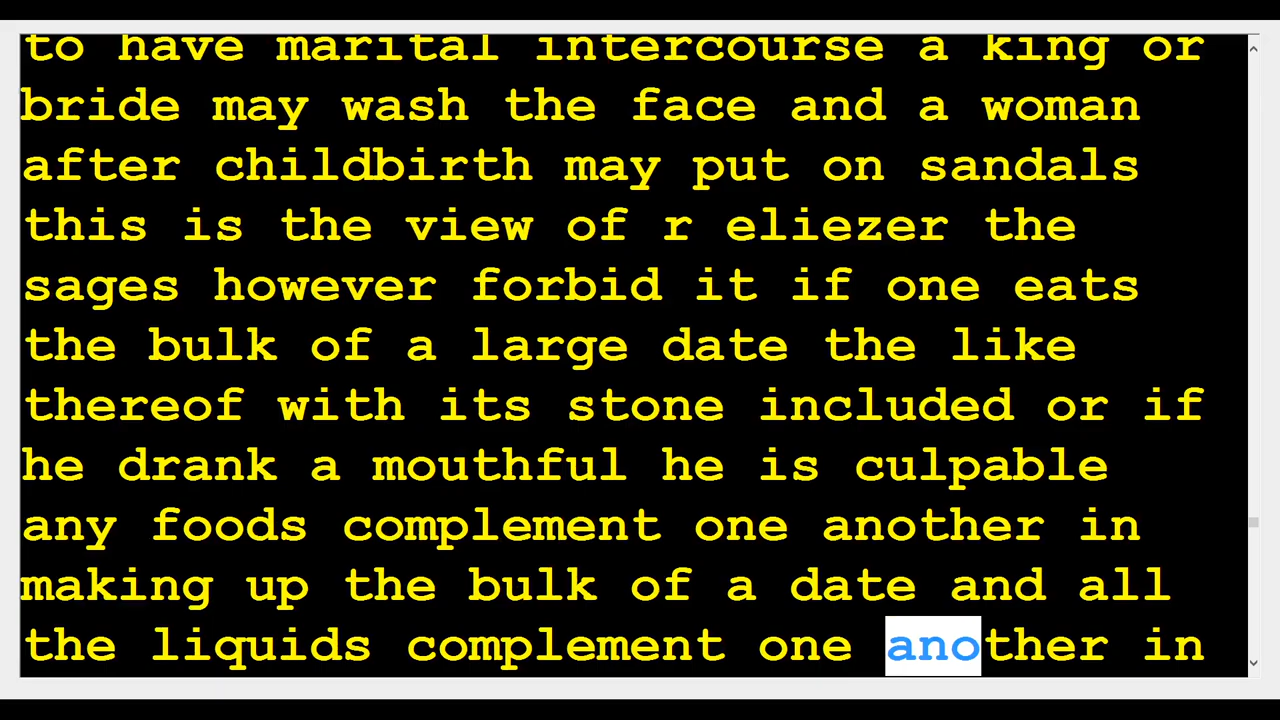 to have marital intercourse a king or
bride may wash the face and a woman
after childbirth may put on sandals
this is the view of r eliezer the
sages however forbid it if one eats
the bulk of a large date the like
thereof with its stone included or if
he drank a mouthful he is culpable
any foods complement one another in
making up the bulk of a date and all
the liquids complement one another in